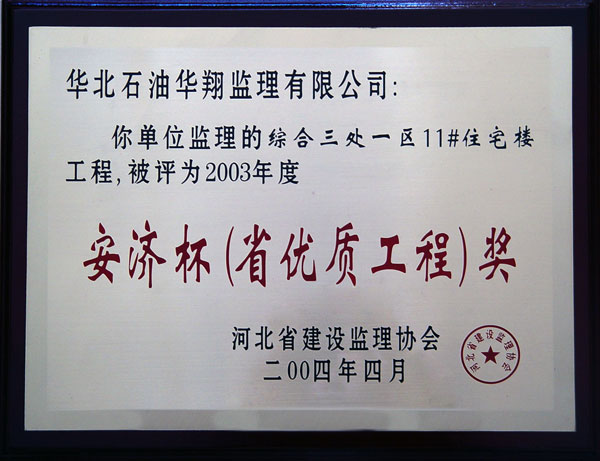 华北石油华翔监理有限公司:
你单位监理的综合三处一区11#住宅楼
工程,被评为2003年度
安济杯(省优质工程)奖
河北省建设监理协会
二00四年四月
河北省建设监理协会